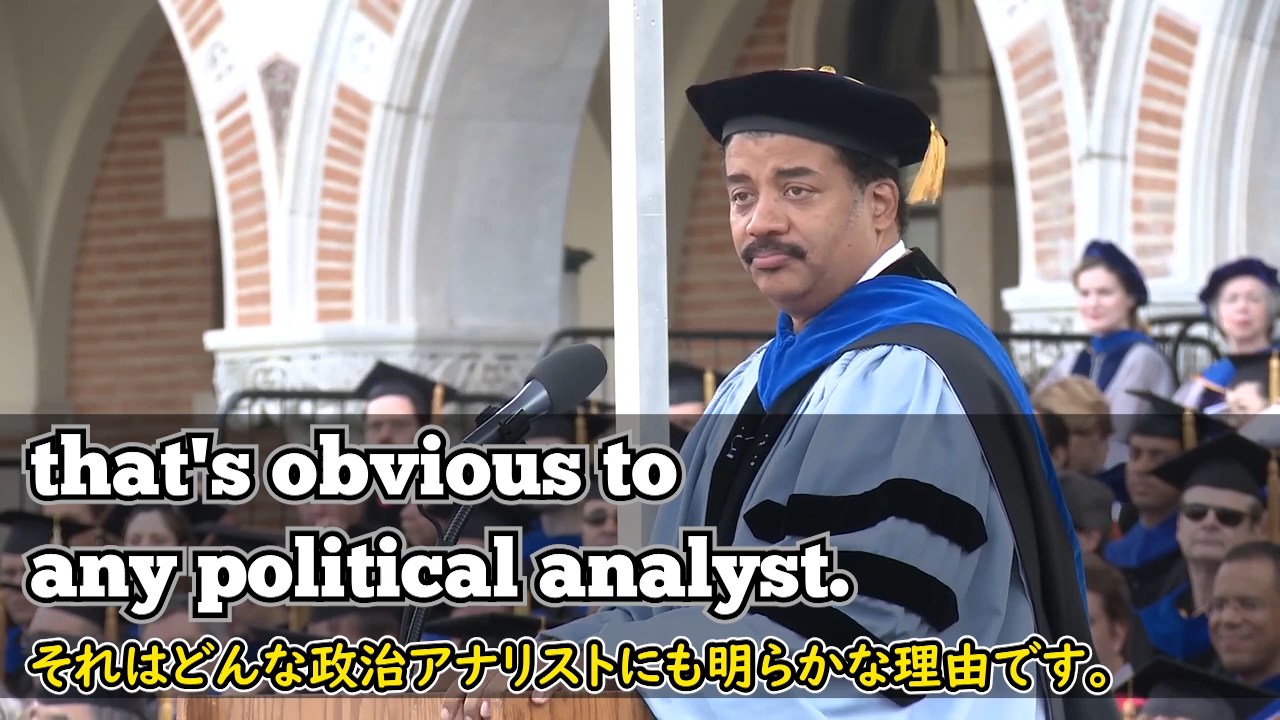 that's obvious to
any political analyst.
それはどんな政治アナリストにも明らかな理由です。